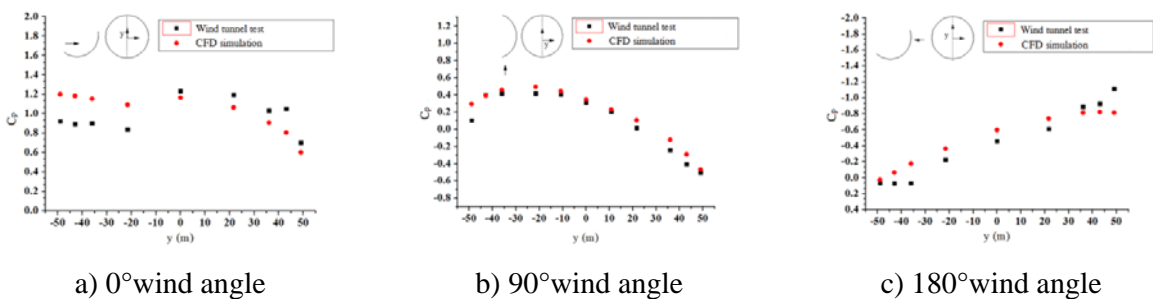 Wind tunnel test
CFD simulation
y
2.0
1.8
1.6
1.4
1.2
1.0
0.8
0.6
0.4
0.2
0.0
Cp
-50 -40 -30 -20 -10 0 10 20 30 40 50
y (m)
a) 0°wind angle
Wind tunnel test
CFD simulation
y
1.2
1.0
0.8
0.6
0.4
0.2
0.0
-0.2
-0.4
-0.6
-0.8
Cp
-50 -40 -30 -20 -10 0 10 20 30 40 50
y (m)
b) 90°wind angle
Wind tunnel test
CFD simulation
y
-2.0
-1.8
-1.6
-1.4
-1.2
-1.0
-0.8
-0.6
-0.4
-0.2
0.0
0.2
0.4
Cp
-50 -40 -30 -20 -10 0 10 20 30 40 50
y (m)
c) 180°wind angle